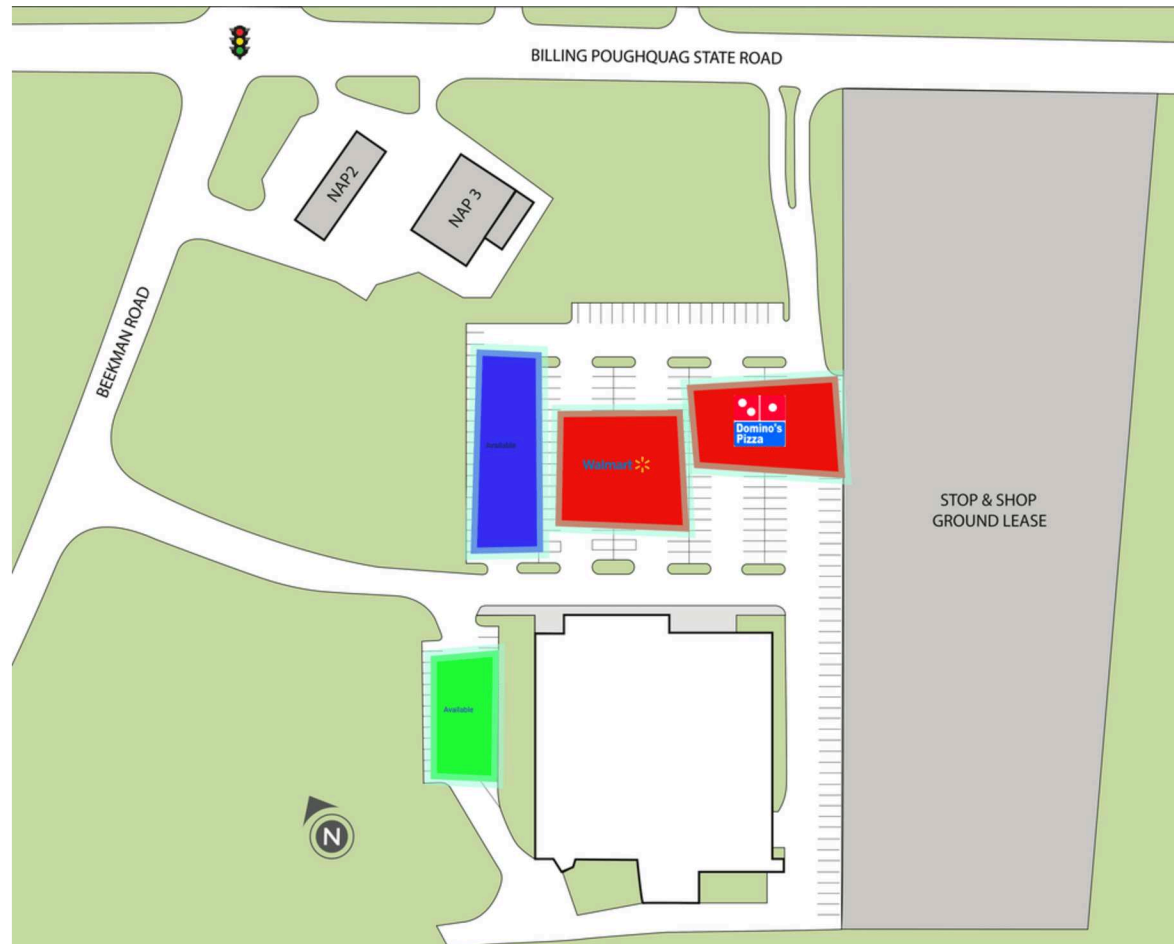 BILLING POUGHQUAG STATE ROAD
NAP2
NAP 3
BEEKMAN ROAD
Available
Walmart
Domino's
Pizza
STOP & SHOP
GROUND LEASE
Available
N